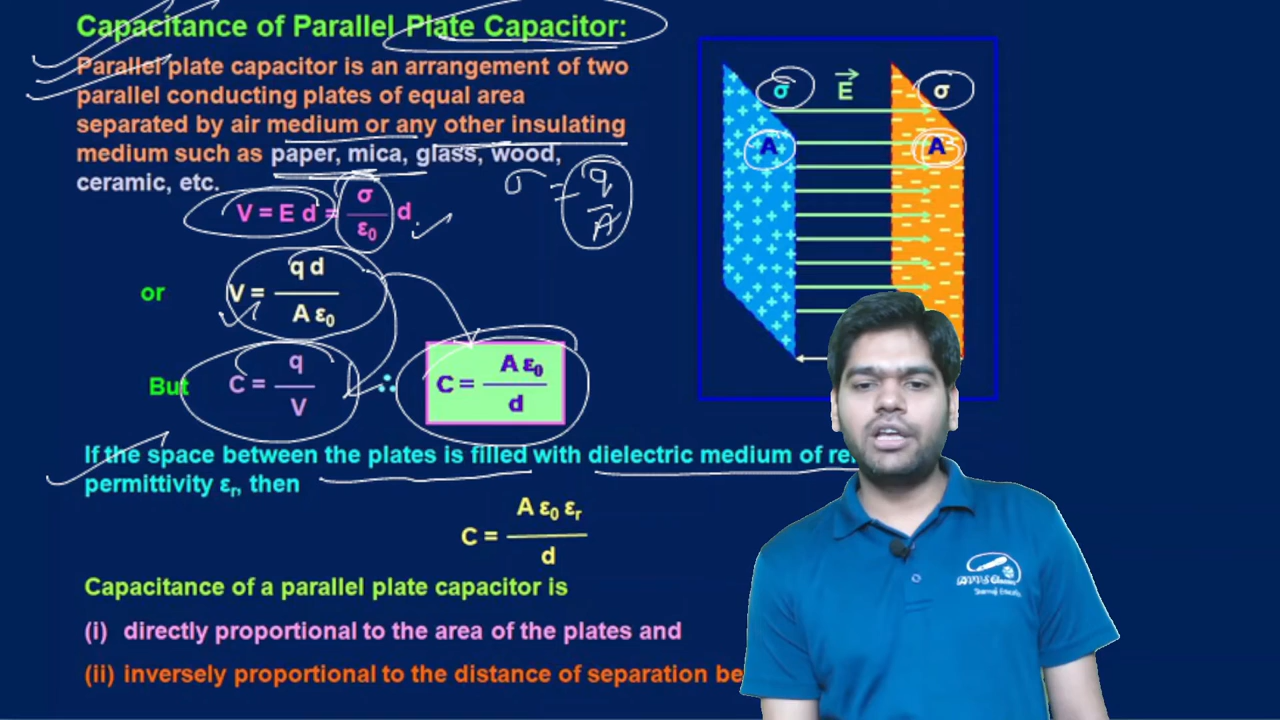 Capacitance of Parallel Plate Capacitor:
Parallel plate capacitor is an arrangement of two
parallel conducting plates of equal area
separated by air medium or any other insulating
medium such as paper, mica, glass, wood,
ceramic, etc.
V = E d = σ/ε₀ d
σ = q/A
or V = q d / A ε₀
But C = q/V ∴ C = A ε₀ / d
If the space between the plates is filled with dielectric medium of
permittivity εr, then
C = A ε₀ εr / d
Capacitance of a parallel plate capacitor is
(i) directly proportional to the area of the plates and
(ii) inversely proportional to the distance of separation
σ E⃗ σ
A A